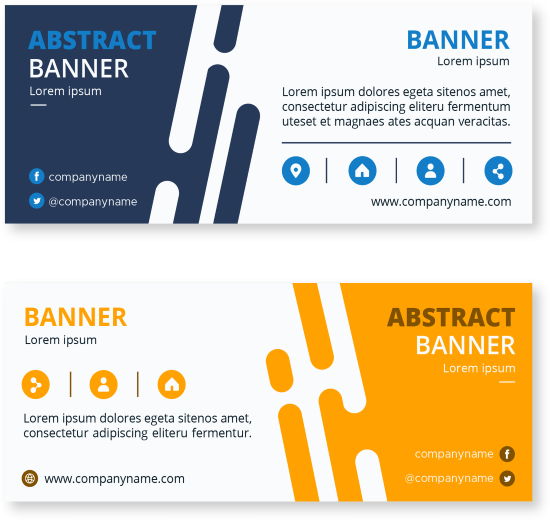 ABSTRACT
BANNER
Lorem ipsum
companyname
@companyname
BANNER
Lorem ipsum
Lorem ipsum dolores egestas sitenos amet,
consectetur adipiscing eliteru fermentum
uteset et magnaes ates acquan veracitas.
www.companyname.com
BANNER
Lorem ipsum
Lorem ipsum dolores egestas sitenos amet,
consectetur adipiscing eliteru fermentur.
www.companyname.com
ABSTRACT
BANNER
Lorem ipsum
companyname
@companyname